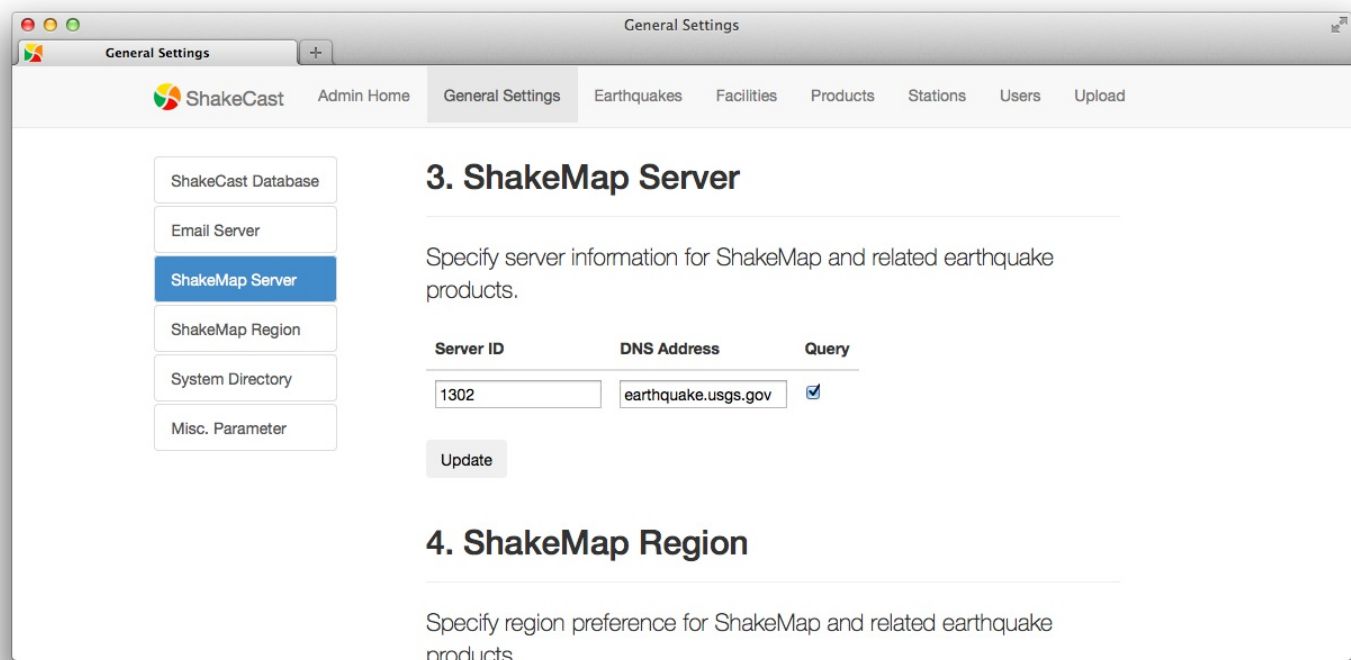 General Settings
General Settings
ShakeCast Admin Home General Settings Earthquakes Facilities Products Stations Users Upload
ShakeCast Database
Email Server
ShakeMap Server
ShakeMap Region
System Directory
Misc. Parameter
3. ShakeMap Server
Specify server information for ShakeMap and related earthquake
products.
Server ID DNS Address Query
1302 earthquake.usgs.gov
Update
4. ShakeMap Region
Specify region preference for ShakeMap and related earthquake
products